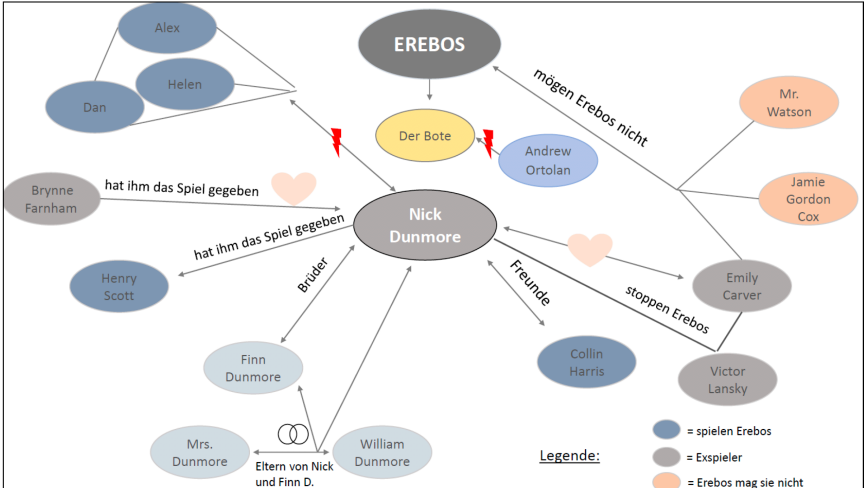 Alex
Helen
Dan
EREBOS
Der Bote
Andrew
Ortolan
mögen Erebos nicht
Mr.
Watson
Jamie
Gordon
Cox
Brynne
Farnham
hat ihm das Spiel gegeben
Nick
Dunmore
hat ihm das Spiel gegeben
Henry
Scott
Brüder
Freunde
stoppen Erebos
Emily
Carver
Finn
Dunmore
Collin
Harris
Victor
Lansky
Mrs.
Dunmore
William
Dunmore
Eltern von Nick
und Finn D.
Legende:
= spielen Erebos
= Exspieler
= Erebos mag sie nicht